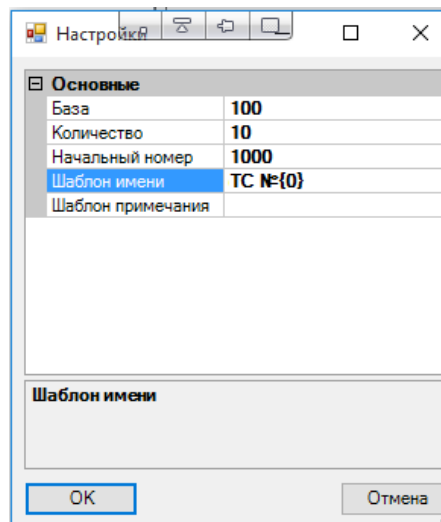 Настройки
Основные
База 100
Количество 10
Начальный номер 1000
Шаблон имени ТС №{0}
Шаблон примечания
Шаблон имени
OK Отмена